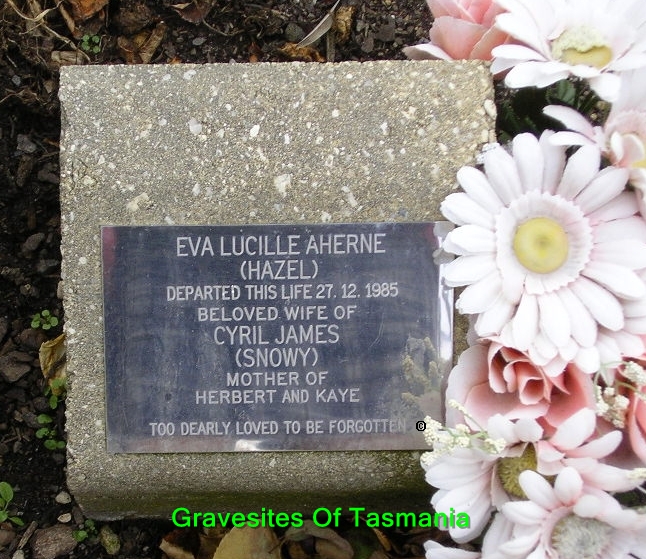 EVA LUCILLE AHERNE
(HAZEL)
DEPARTED THIS LIFE 27. 12. 1985
BELOVED WIFE OF
CYRIL JAMES
(SNOWY)
MOTHER OF
HERBERT AND KAYE
TOO DEARLY LOVED TO BE FORGOTTEN ©
Gravesites Of Tasmania